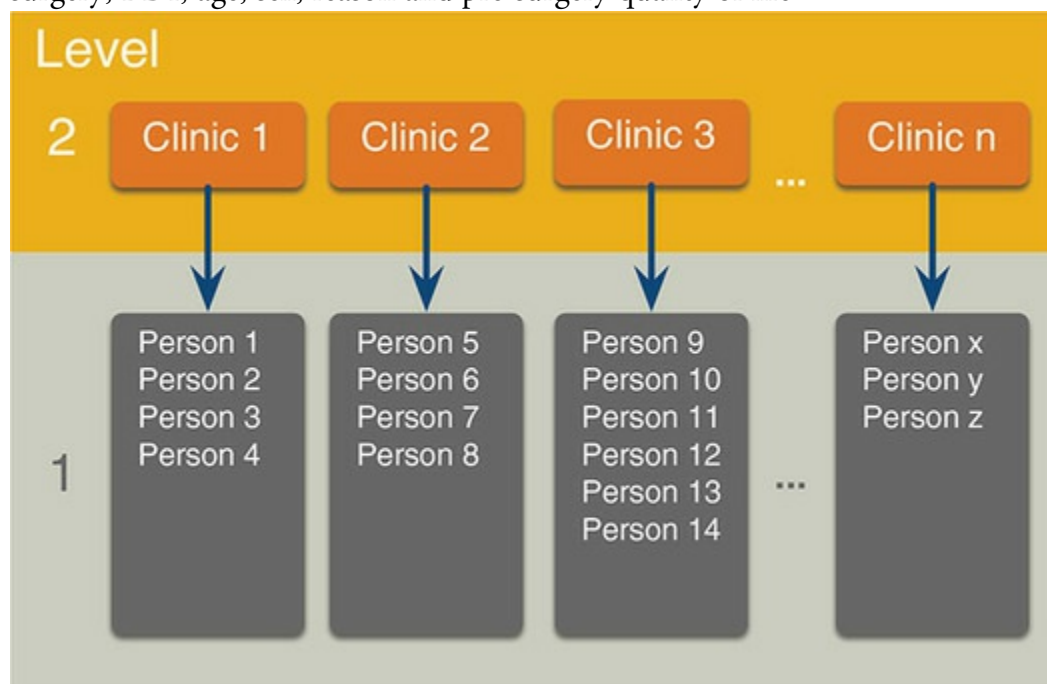 Level
2
Clinic 1
Clinic 2
Clinic 3
...
Clinic n
1
Person 1
Person 2
Person 3
Person 4
Person 5
Person 6
Person 7
Person 8
Person 9
Person 10
Person 11
Person 12
Person 13
Person 14
...
Person x
Person y
Person z